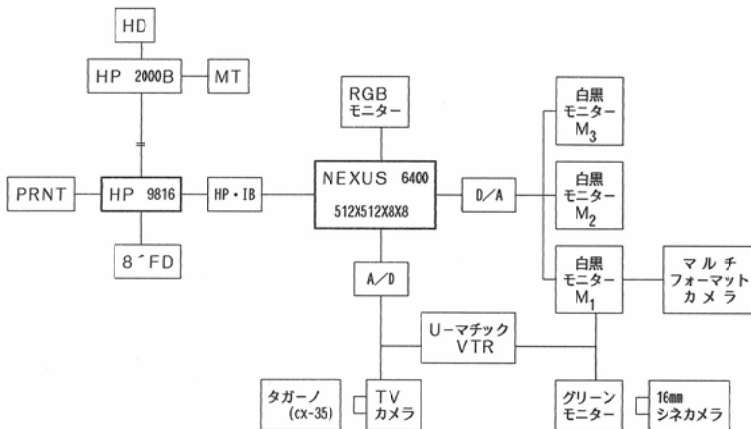 HD
HP 2000B
MT
RGB
モニター
白黒
モニター
M3
PRNT
HP 9816
HP・IB
NEXUS 6400
512X512X8X8
D/A
白黒
モニター
M2
8´FD
A/D
白黒
モニター
M1
マルチ
フォーマット
カメラ
U-マチック
VTR
タガーノ
(cx-35)
TV
カメラ
グリーン
モニター
16mm
シネカメラ